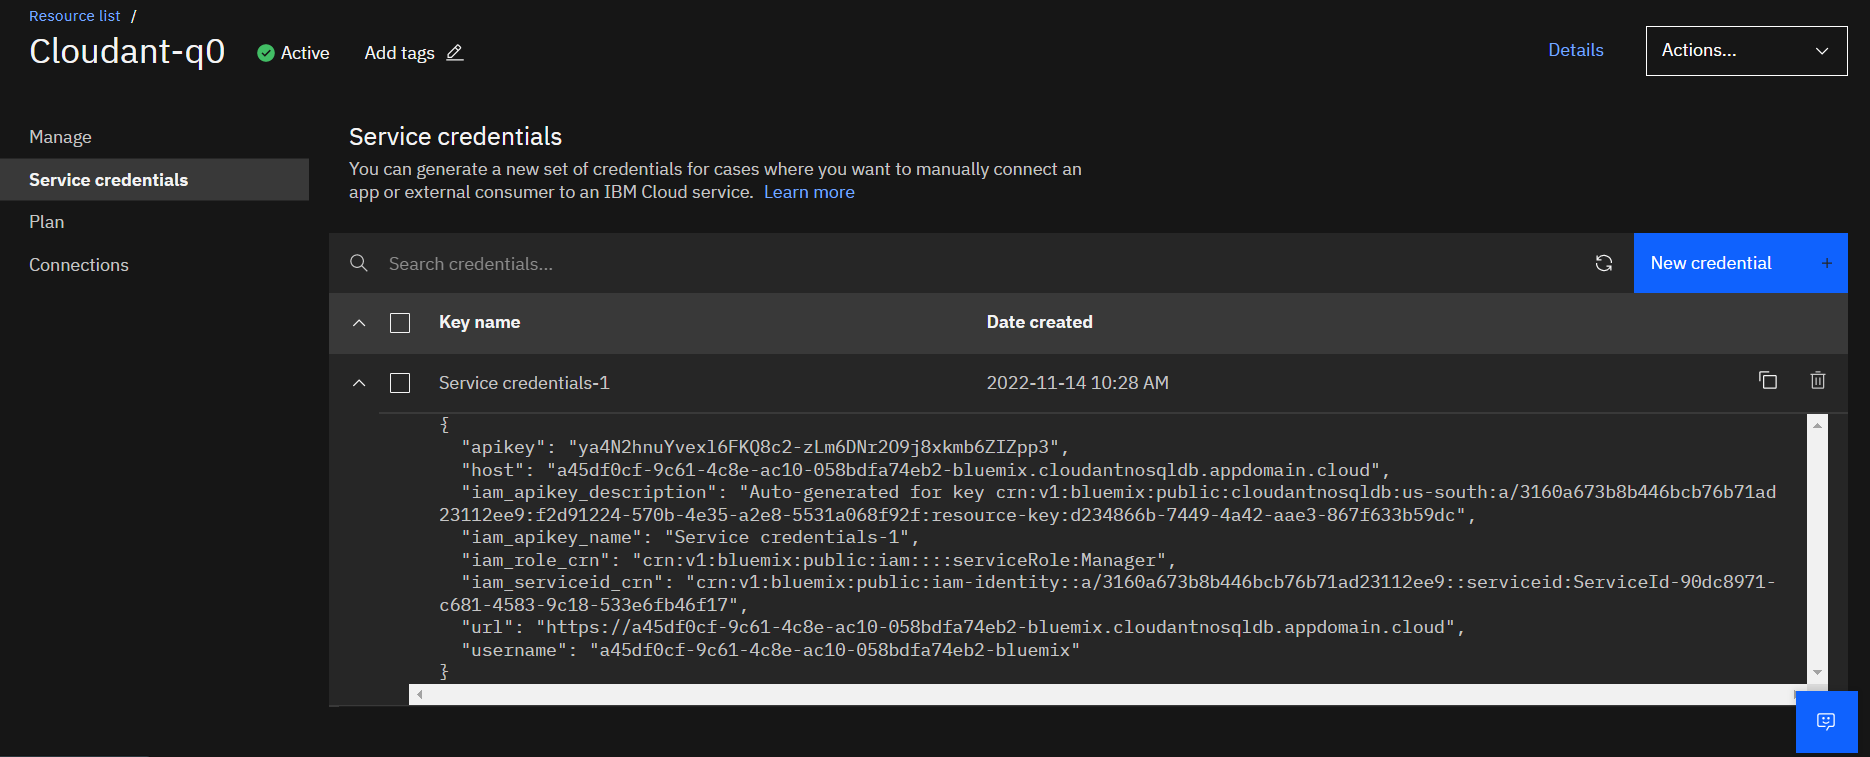 Resource list /
Cloudant-q0 Active Add tags
Details Actions...
Manage
Service credentials
Plan
Connections
Service credentials
You can generate a new set of credentials for cases where you want to manually connect an
app or external consumer to an IBM Cloud service. Learn more
Search credentials...
New credential +
Key name Date created
Service credentials-1 2022-11-14 10:28 AM
{
"apikey": "ya4N2hnuYvexl6FKQ8c2-zLm6DNr2O9j8xkmb6ZIZpp3",
"host": "a45df0cf-9c61-4c8e-ac10-058bdfa74eb2-bluemix.cloudantnosqldb.appdomain.cloud",
"iam_apikey_description": "Auto-generated for key crn:v1:bluemix:public:cloudantnosqldb:us-south:a/3160a673b8b446bcb76b71ad
23112ee9:f2d91224-570b-4e35-a2e8-5531a068f92f:resource-key:d234866b-7449-4a42-aae3-867f633b59dc",
"iam_apikey_name": "Service credentials-1",
"iam_role_crn": "crn:v1:bluemix:public:iam::::serviceRole:Manager",
"iam_serviceid_crn": "crn:v1:bluemix:public:iam-identity::a/3160a673b8b446bcb76b71ad23112ee9::serviceid:ServiceId-90dc8971-
c681-4583-9c18-533e6fb46f17",
"url": "https://a45df0cf-9c61-4c8e-ac10-058bdfa74eb2-bluemix.cloudantnosqldb.appdomain.cloud",
"username": "a45df0cf-9c61-4c8e-ac10-058bdfa74eb2-bluemix"
}